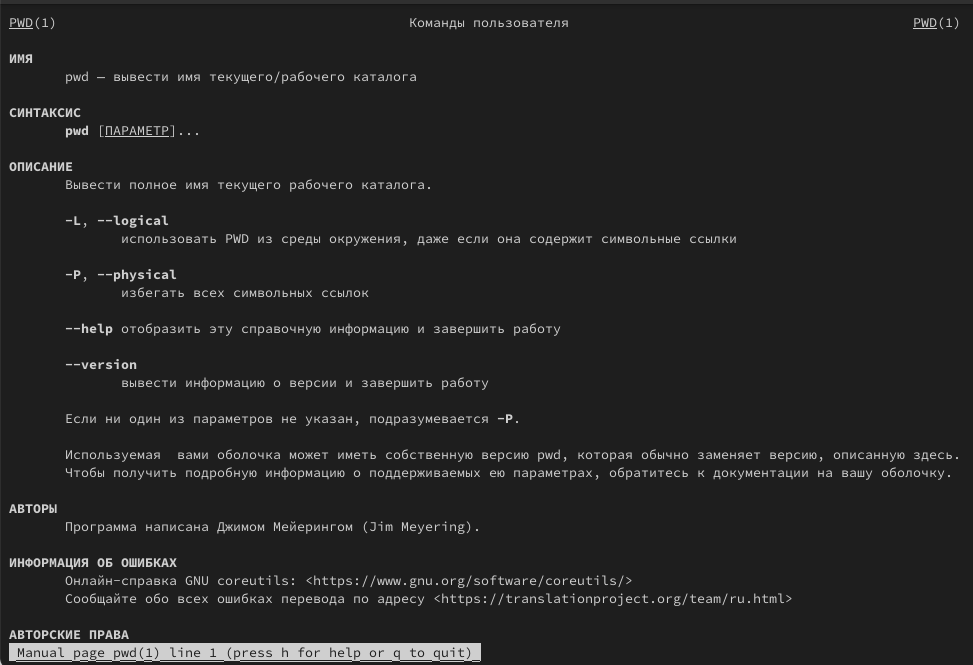 PWD(1) Команды пользователя PWD(1)
ИМЯ
pwd — вывести имя текущего/рабочего каталога
СИНТАКСИС
pwd [ПАРАМЕТР]...
ОПИСАНИЕ
Вывести полное имя текущего рабочего каталога.
-L, --logical
использовать PWD из среды окружения, даже если она содержит символьные ссылки
-P, --physical
избегать всех символьных ссылок
--help отобразить эту справочную информацию и завершить работу
--version
вывести информацию о версии и завершить работу
Если ни один из параметров не указан, подразумевается -P.
Используемая  вами оболочка может иметь собственную версию pwd, которая обычно заменяет версию, описанную здесь.
Чтобы получить подробную информацию о поддерживаемых ею параметрах, обратитесь к документации на вашу оболочку.
АВТОРЫ
Программа написана Джимом Мейерингом (Jim Meyering).
ИНФОРМАЦИЯ ОБ ОШИБКАХ
Онлайн-справка GNU coreutils: <https://www.gnu.org/software/coreutils/>
Сообщайте обо всех ошибках перевода по адресу <https://translationproject.org/team/ru.html>
АВТОРСКИЕ ПРАВА
Manual page pwd(1) line 1 (press h for help or q to quit)